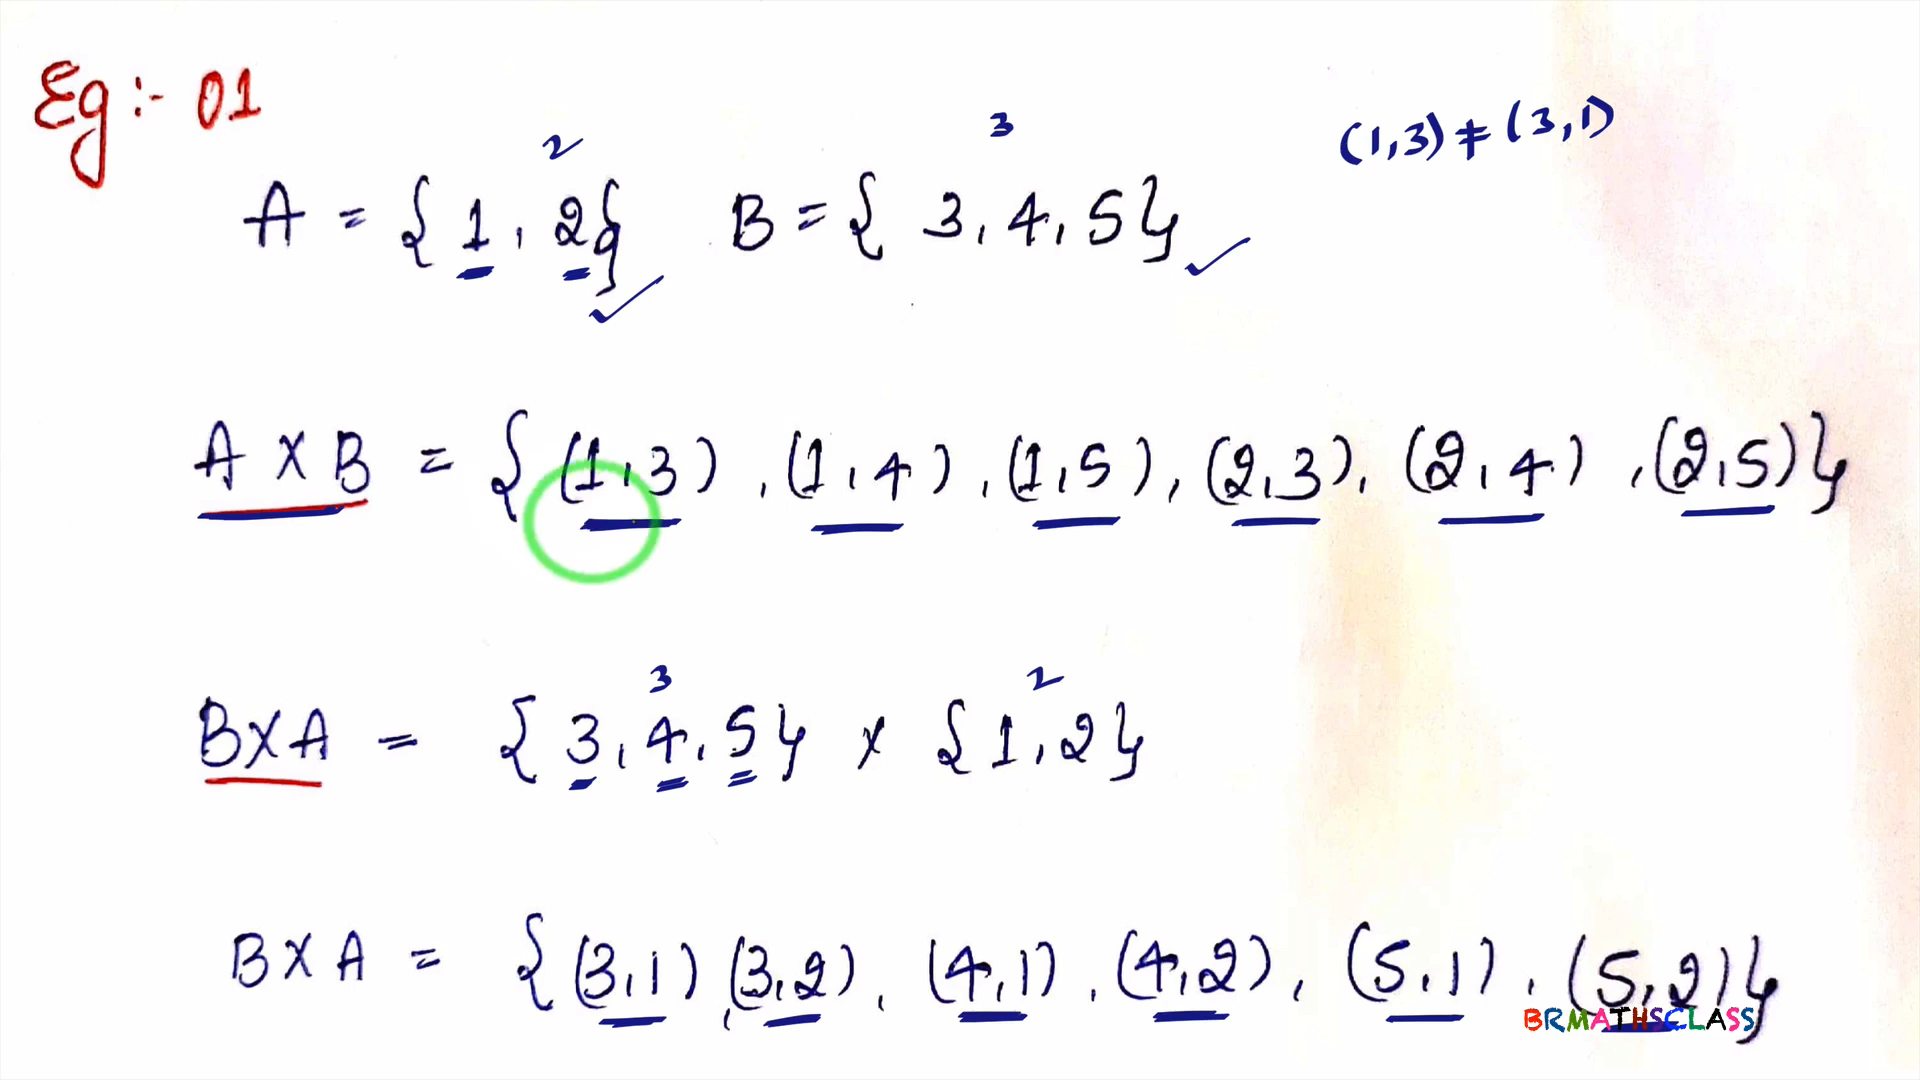 Eg :- 01
2 3 (1,3) ≠ (3,1)
A = { 1 , 2} B = { 3, 4, 5}
A X B = { (1,3) , (1,4) , (1,5) , (2,3), (2,4) , (2,5)}
3 2
BXA = { 3, 4, 5} x {1,2}
BXA = {(3,1) , (3,2) , (4,1) , (4,2) , (5,1) , (5,2)}
BRMATHSCLASS